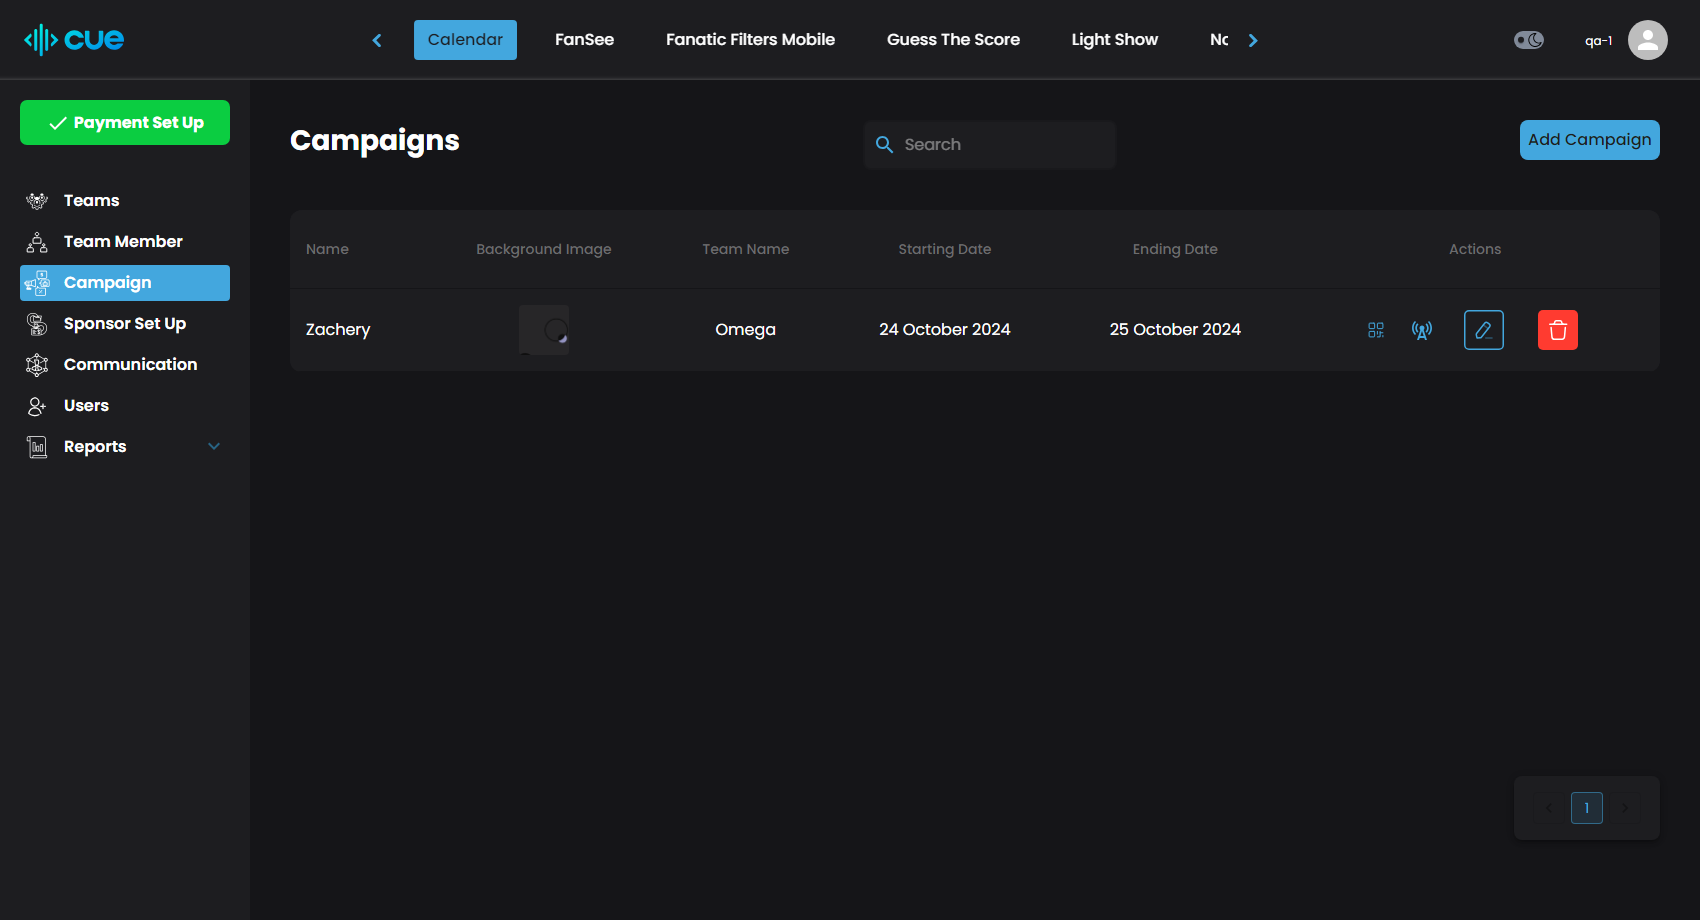 cue
Calendar
FanSee
Fanatic Filters Mobile
Guess The Score
Light Show
qa-1
Payment Set Up
Teams
Team Member
Campaign
Sponsor Set Up
Communication
Users
Reports
Campaigns
Search
Add Campaign
Name Background Image Team Name Starting Date Ending Date Actions
Zachery Omega 24 October 2024 25 October 2024
1